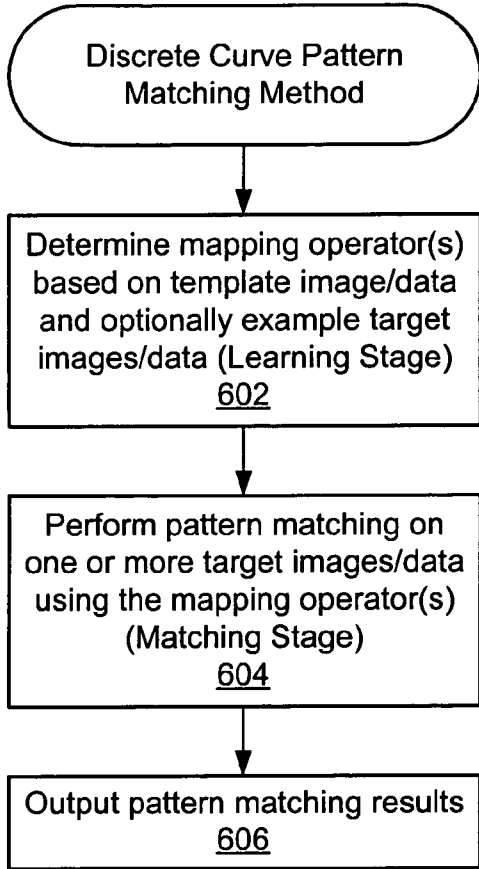 Discrete Curve Pattern
Matching Method
Determine mapping operator(s)
based on template image/data
and optionally example target
images/data (Learning Stage)
602
Perform pattern matching on
one or more target images/data
using the mapping operator(s)
(Matching Stage)
604
Output pattern matching results
606